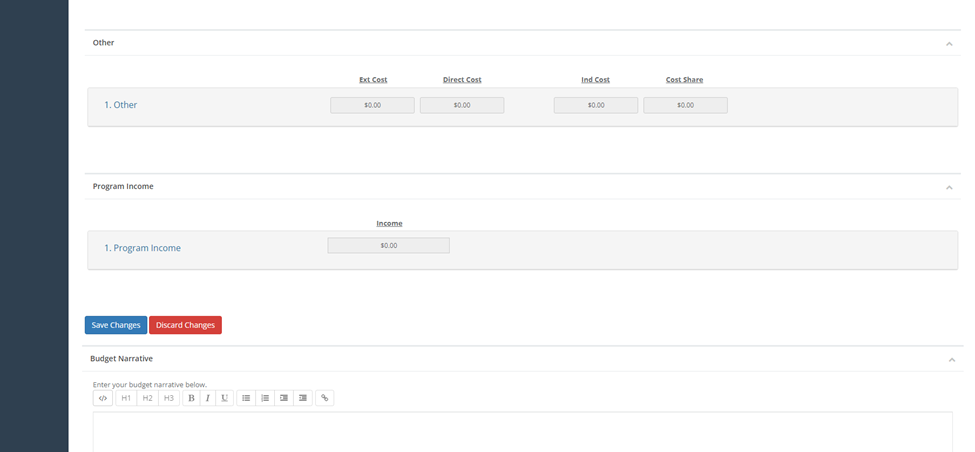 Other
Ext Cost Direct Cost Ind Cost Cost Share
1. Other $0.00 $0.00 $0.00 $0.00
Program Income
Income
1. Program Income $0.00
Save Changes Discard Changes
Budget Narrative
Enter your budget narrative below.
</> H1 H2 H3 B I U